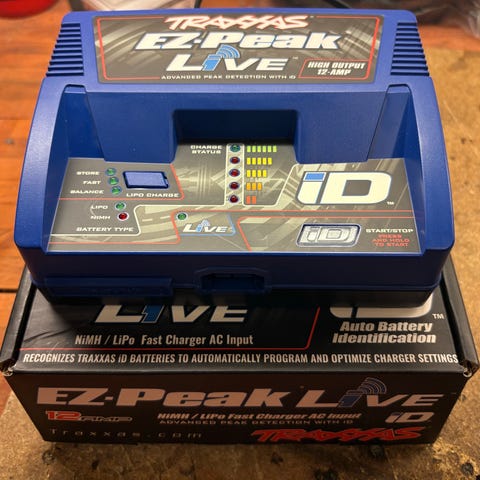 TRAXXAS
EZ-Peak
LiVE™
HIGH OUTPUT
12-AMP
ADVANCED PEAK DETECTION WITH iD
CHARGE
STATUS
STORE
FAST
BALANCE
LIPO CHARGE
LIPO
NiMH
BATTERY TYPE
LiVE
iD™
iD
START/STOP
PRESS
AND HOLD
TO START
LiVE
NiMH / LiPo Fast Charger AC Input
iD™
Auto Battery
Identification
RECOGNIZES TRAXXAS iD BATTERIES TO AUTOMATICALLY PROGRAM AND OPTIMIZE CHARGER SETTINGS
EZ-Peak LiVE
iD
12-AMP
NiMH / LiPo Fast Charger AC Input
ADVANCED PEAK DETECTION WITH iD
Traxxas.com
TRAXXAS